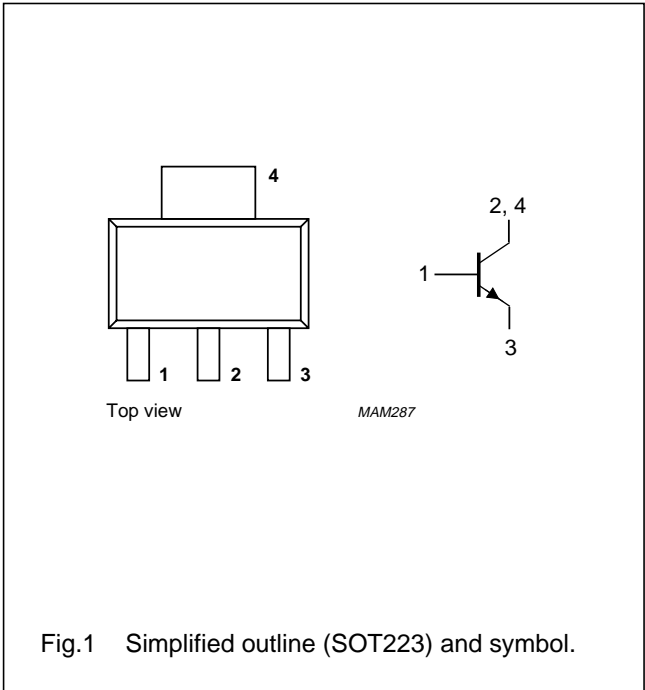 4
2, 4
1
3
1 2 3
Top view MAM287
Fig.1 Simplified outline (SOT223) and symbol.